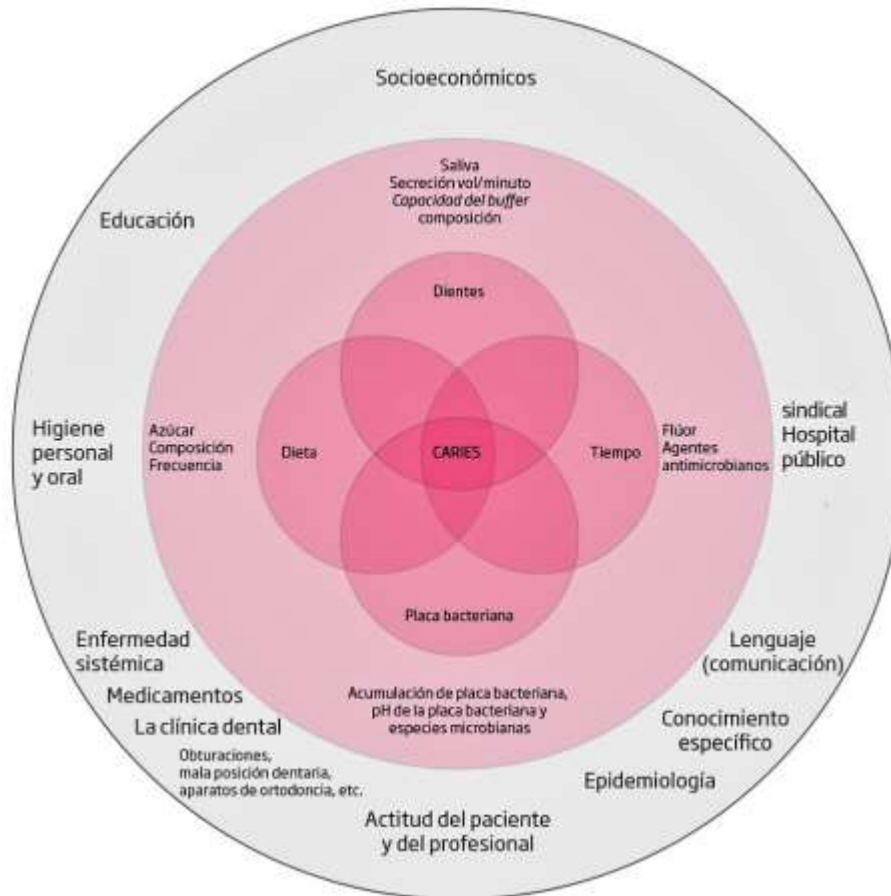 Socioeconómicos
Saliva
Secreción vol/minuto
Capacidad del buffer
composición
Educación
Dientes
Higiene
personal
y oral
Azúcar
Composición
Frecuencia
Dieta
CARIES
Tiempo
Flúor
Agentes
antimicrobianos
sindical
Hospital
público
Placa bacteriana
Enfermedad
sistémica
Medicamentos
La clínica dental
Obturaciones,
mala posición dentaria,
aparatos de ortodoncia, etc.
Acumulación de placa bacteriana,
pH de la placa bacteriana y
especies microbianas
Lenguaje
(comunicación)
Conocimiento
específico
Epidemiología
Actitud del paciente
y del profesional